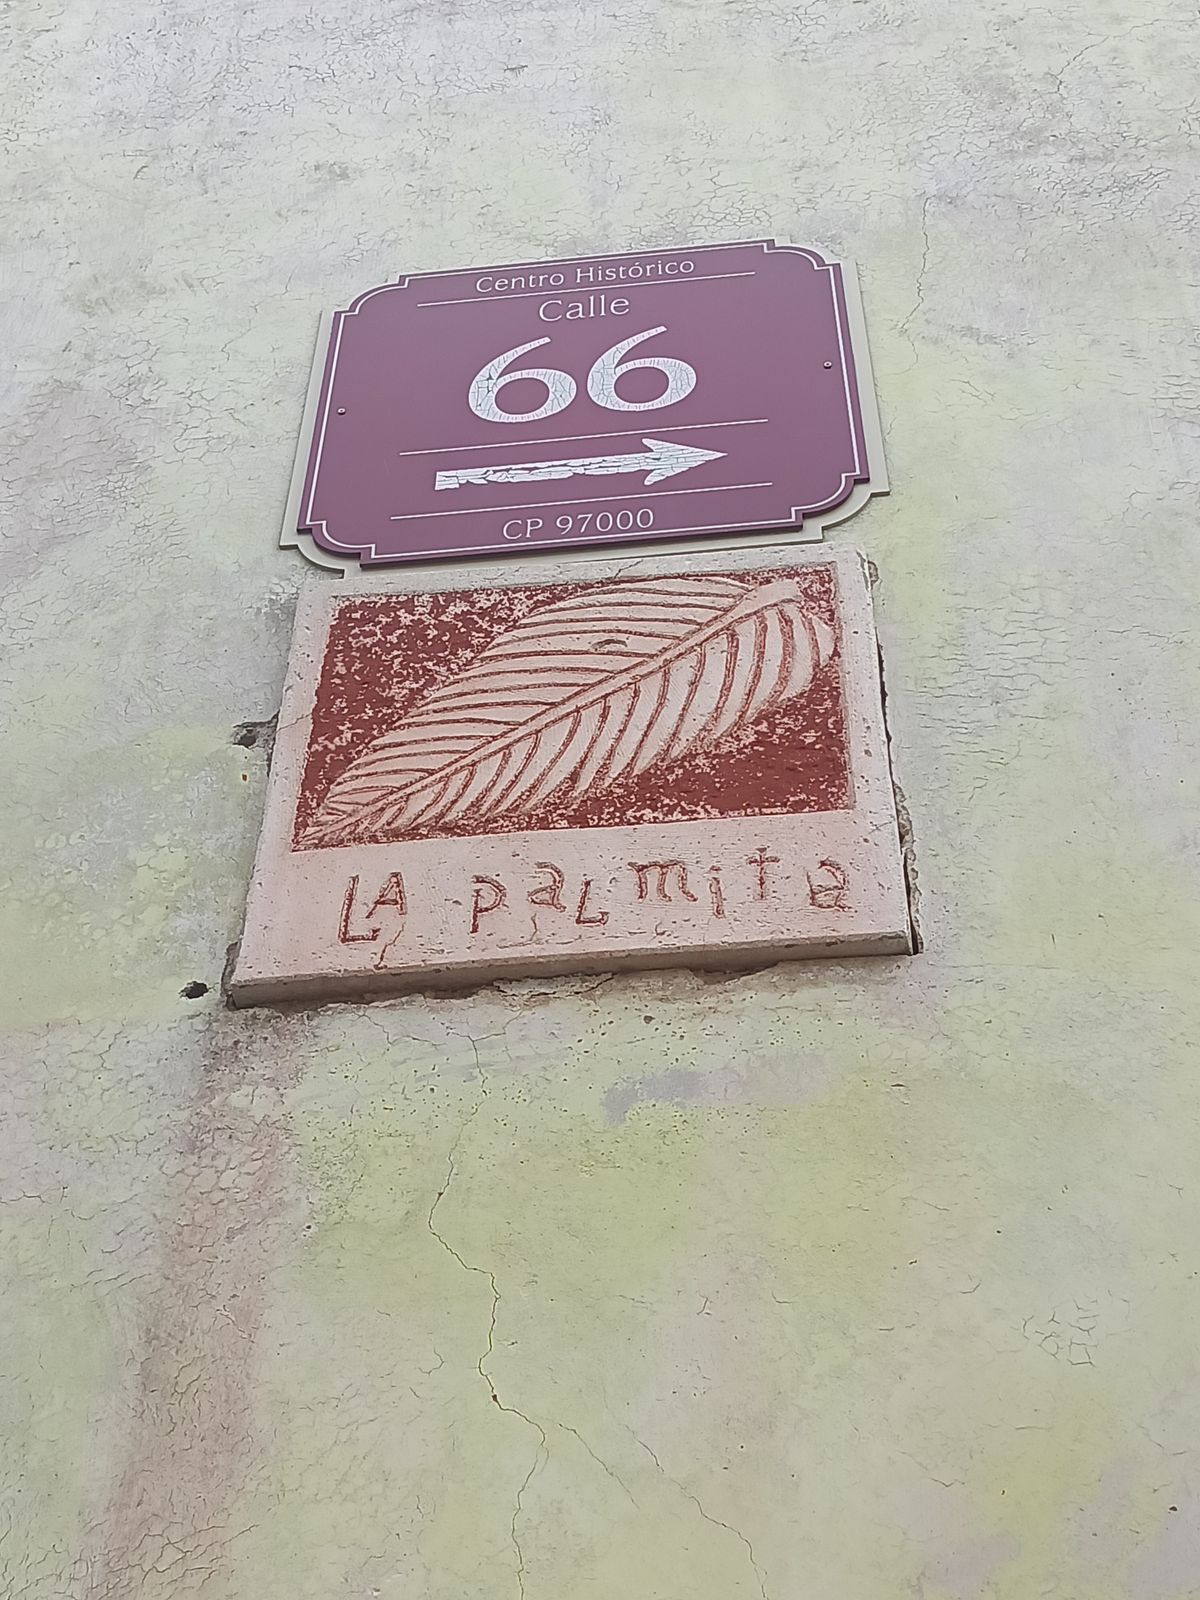 Centro Histórico
Calle
66
CP 97000
LA paLmita